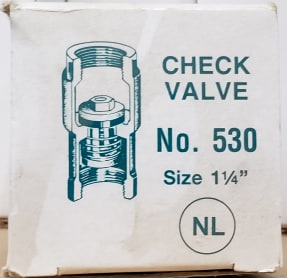 CHECK
VALVE
No. 530
Size 1¼"
NL